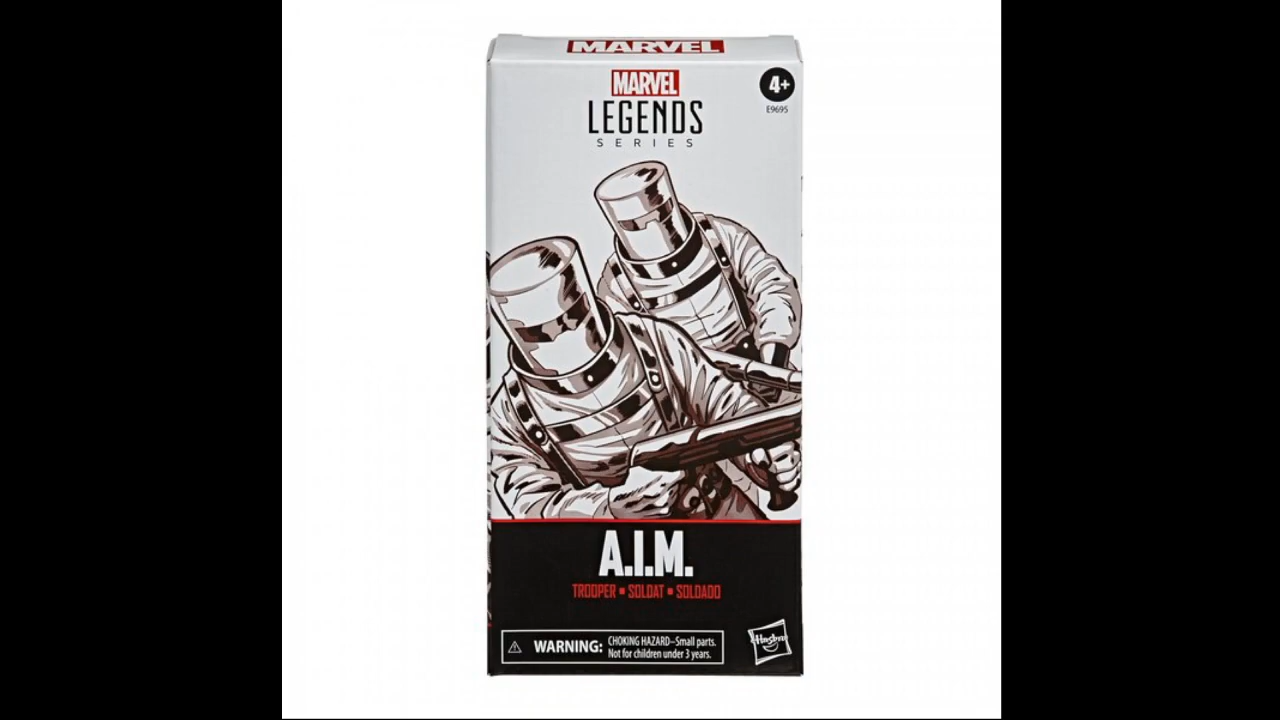 MARVEL
MARVEL
LEGENDS
SERIES
4+
E9695
A.I.M.
TROOPER ▪ SOLDAT ▪ SOLDADO
WARNING: CHOKING HAZARD–Small parts.
Not for children under 3 years.
Hasbro